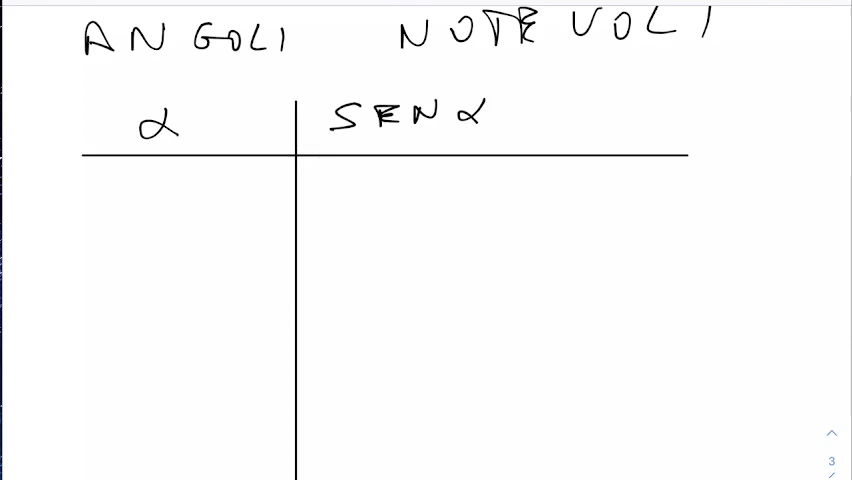 ANGOLI NOTEVOLI
α SEN α
3